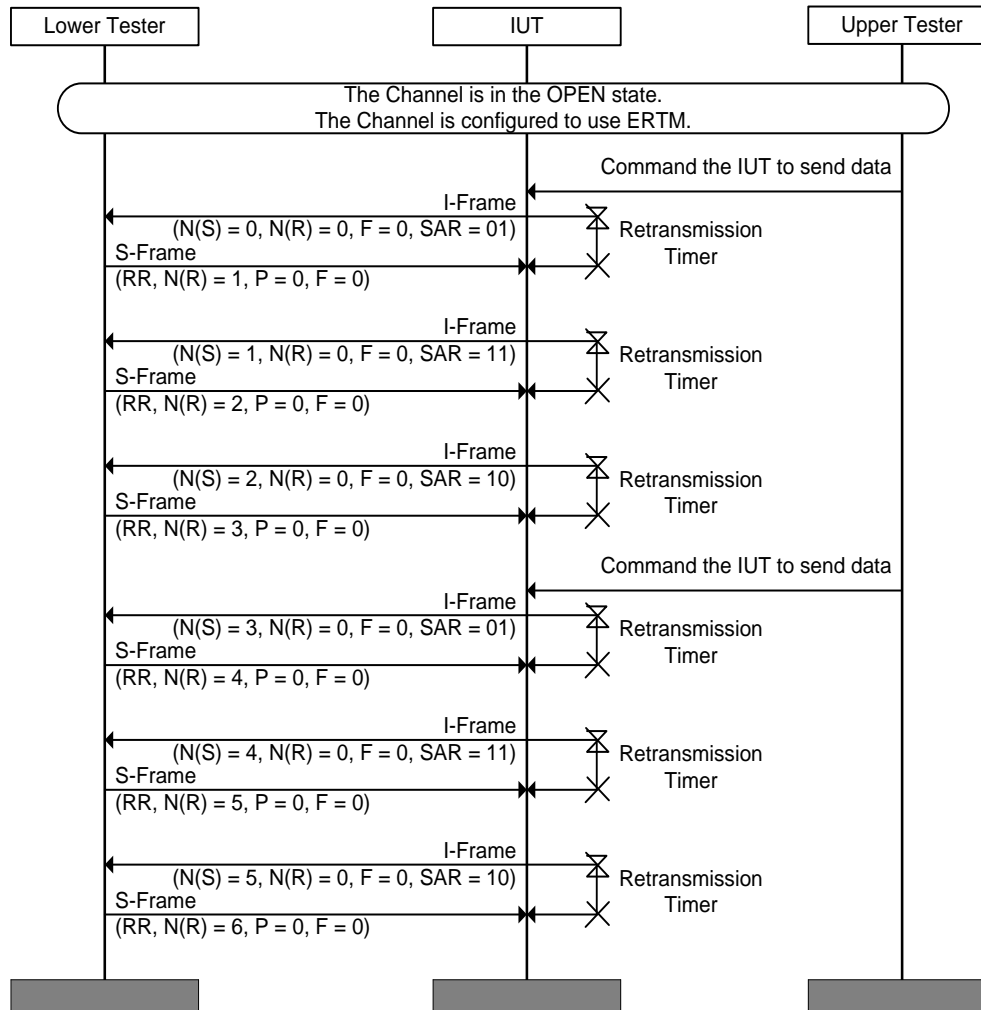 Lower Tester
IUT
Upper Tester
The Channel is in the OPEN state.
The Channel is configured to use ERTM.
Command the IUT to send data
I-Frame
(N(S) = 0, N(R) = 0, F = 0, SAR = 01)
Retransmission
Timer
S-Frame
(RR, N(R) = 1, P = 0, F = 0)
I-Frame
(N(S) = 1, N(R) = 0, F = 0, SAR = 11)
Retransmission
Timer
S-Frame
(RR, N(R) = 2, P = 0, F = 0)
I-Frame
(N(S) = 2, N(R) = 0, F = 0, SAR = 10)
Retransmission
Timer
S-Frame
(RR, N(R) = 3, P = 0, F = 0)
Command the IUT to send data
I-Frame
(N(S) = 3, N(R) = 0, F = 0, SAR = 01)
Retransmission
Timer
S-Frame
(RR, N(R) = 4, P = 0, F = 0)
I-Frame
(N(S) = 4, N(R) = 0, F = 0, SAR = 11)
Retransmission
Timer
S-Frame
(RR, N(R) = 5, P = 0, F = 0)
I-Frame
(N(S) = 5, N(R) = 0, F = 0, SAR = 10)
Retransmission
Timer
S-Frame
(RR, N(R) = 6, P = 0, F = 0)